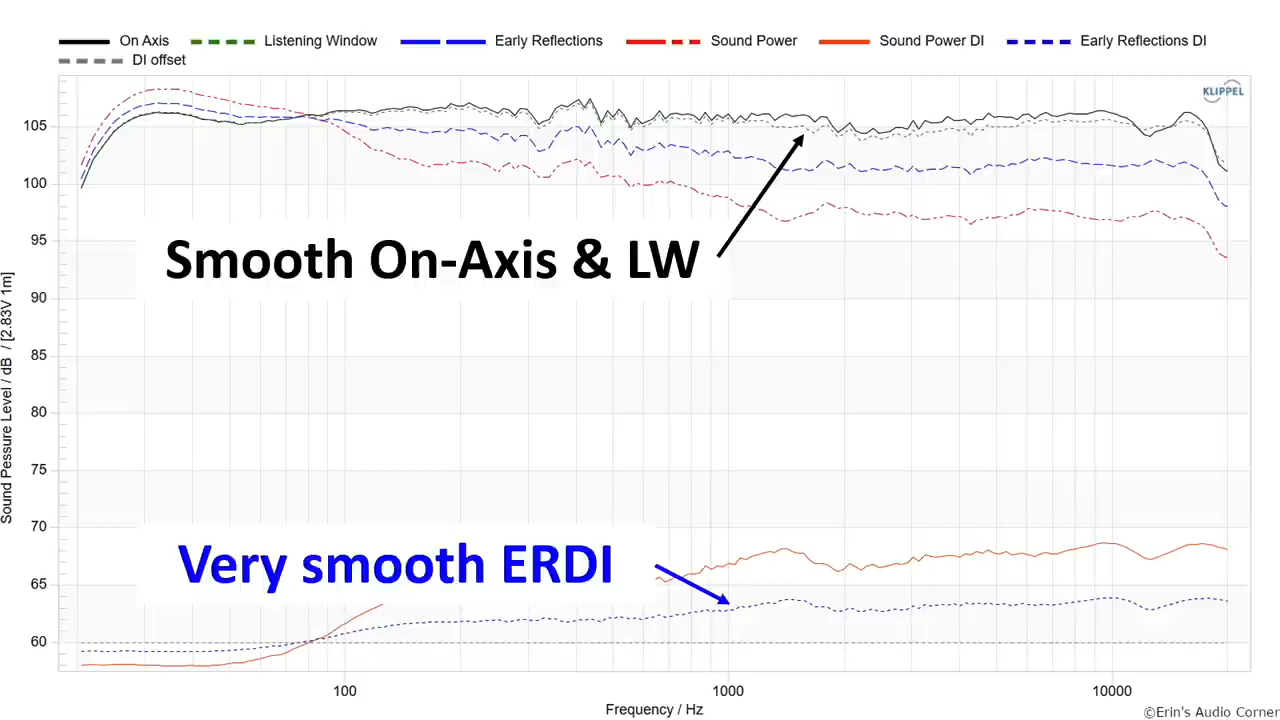 On Axis Listening Window Early Reflections Sound Power Sound Power DI Early Reflections DI
DI offset
KLIPPEL
105
100
95
90
85
80
75
70
65
60
Sound Pressure Level / dB / [2.83V 1m]
Smooth On-Axis & LW
Very smooth ERDI
100 1000 10000
Frequency / Hz
©Erin's Audio Corner